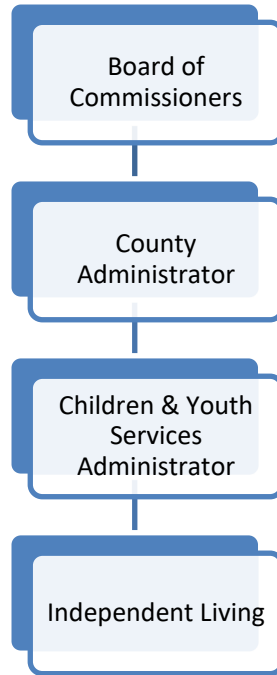 Board of
Commissioners
County
Administrator
Children & Youth
Services
Administrator
Independent Living